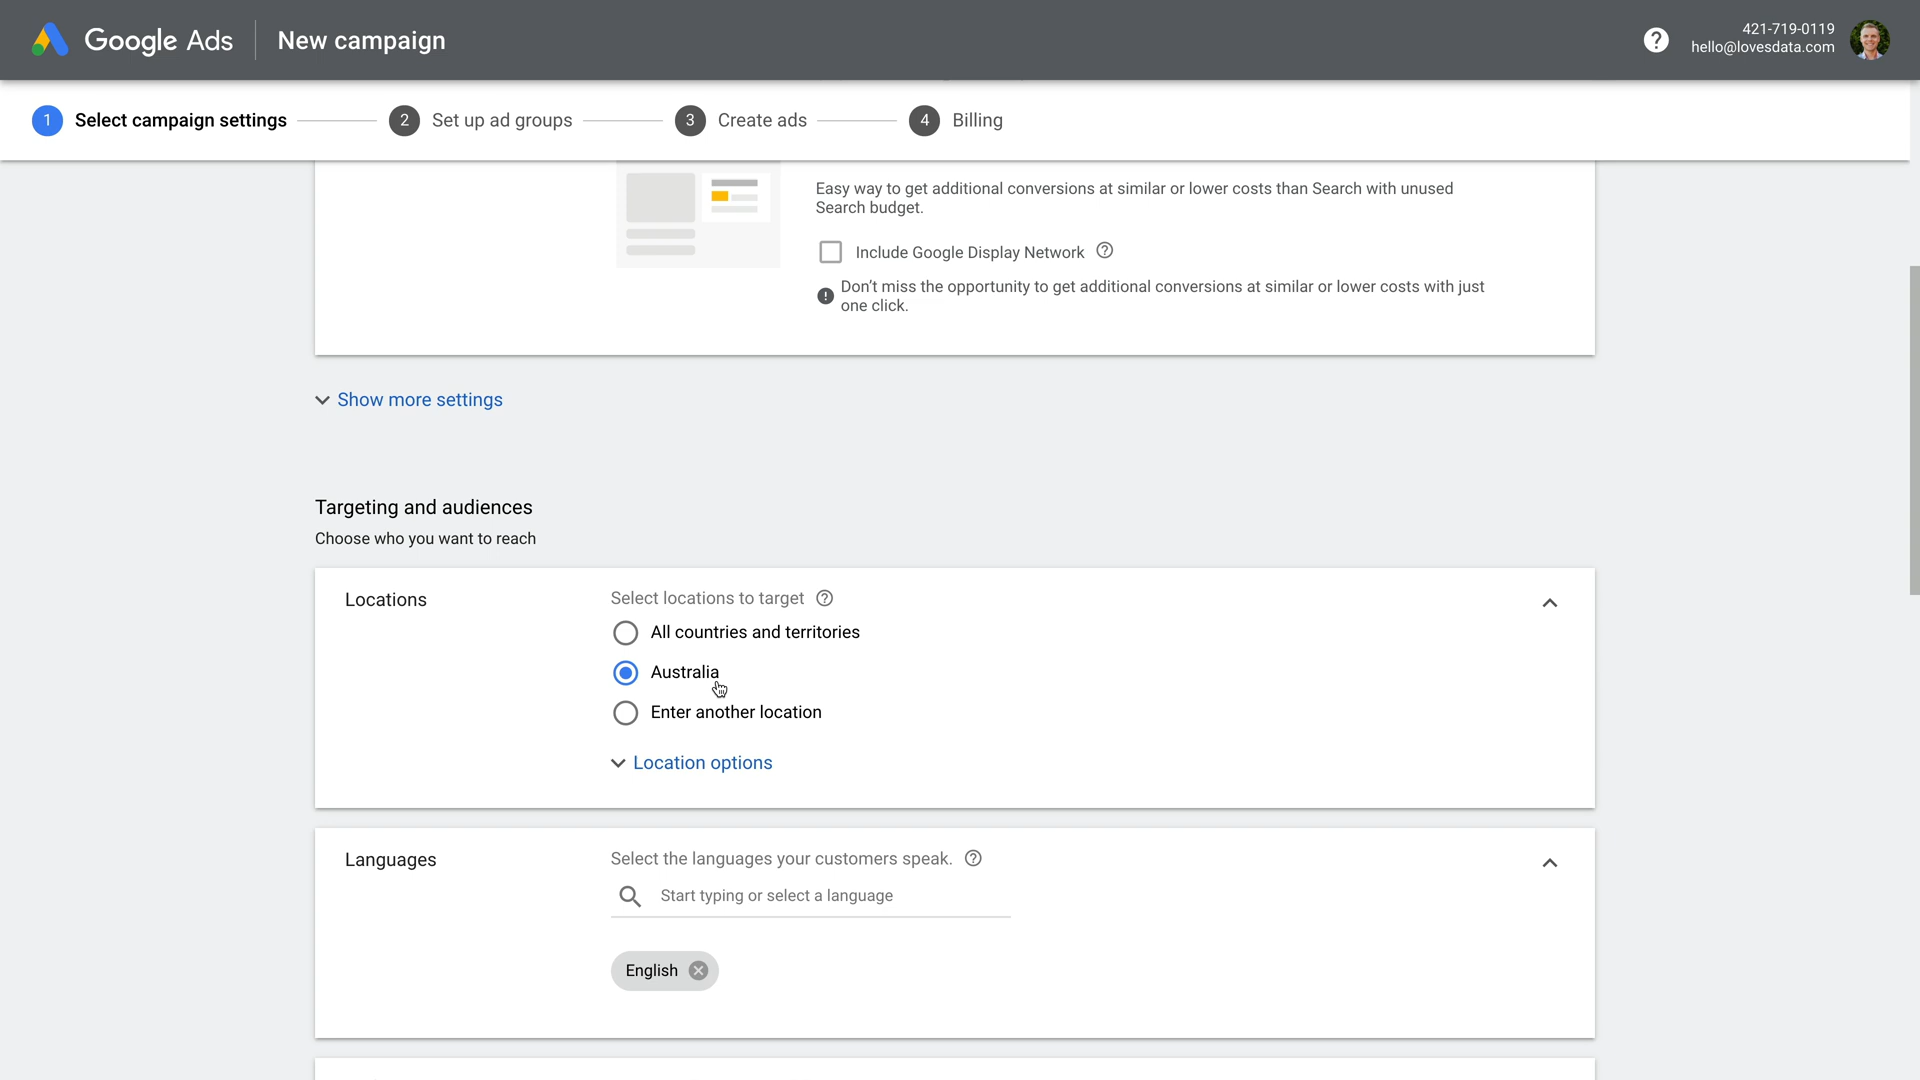 Google Ads
New campaign
421-719-0119
hello@lovesdata.com
1 Select campaign settings
2 Set up ad groups
3 Create ads
4 Billing
Easy way to get additional conversions at similar or lower costs than Search with unused
Search budget.
Include Google Display Network
Don't miss the opportunity to get additional conversions at similar or lower costs with just
one click.
Show more settings
Targeting and audiences
Choose who you want to reach
Locations
Select locations to target
All countries and territories
Australia
Enter another location
Location options
Languages
Select the languages your customers speak.
Start typing or select a language
English